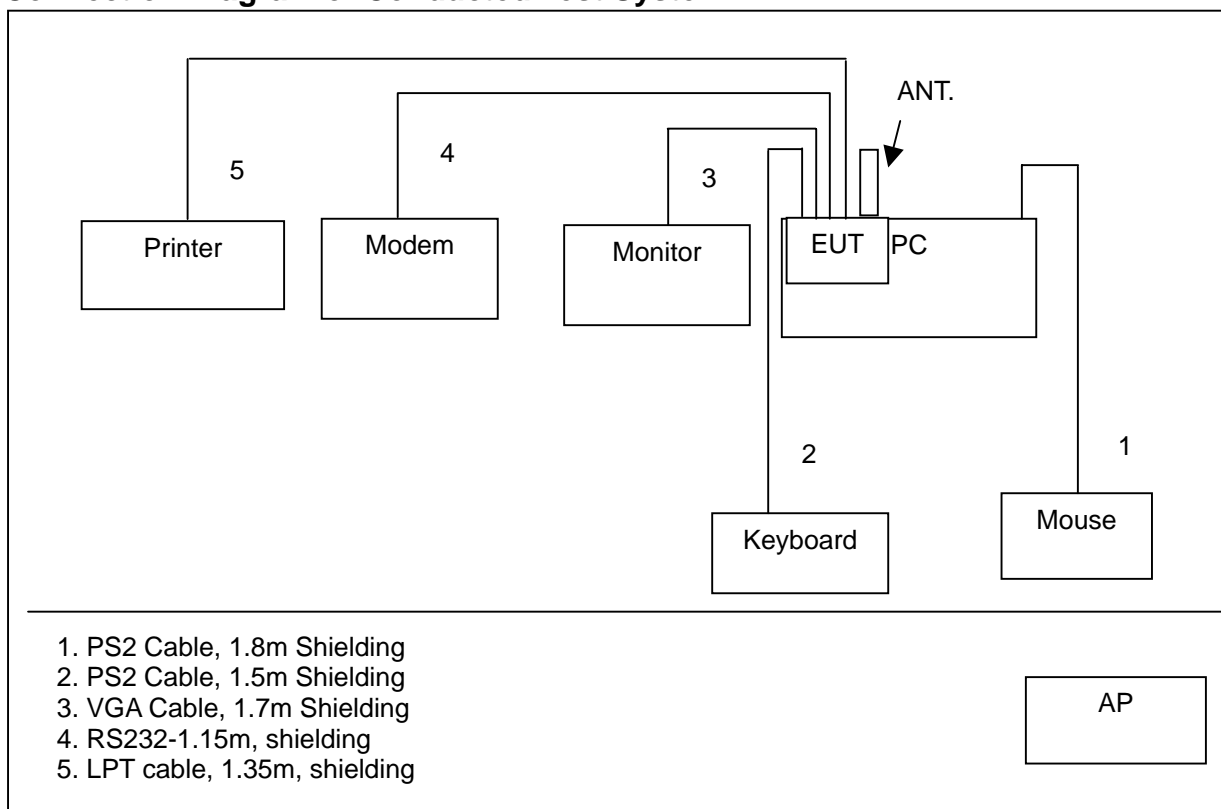 ANT.
5
4
3
Printer
Modem
Monitor
EUT
PC
2
1
Keyboard
Mouse
1. PS2 Cable, 1.8m Shielding
2. PS2 Cable, 1.5m Shielding
3. VGA Cable, 1.7m Shielding
4. RS232-1.15m, shielding
5. LPT cable, 1.35m, shielding
AP